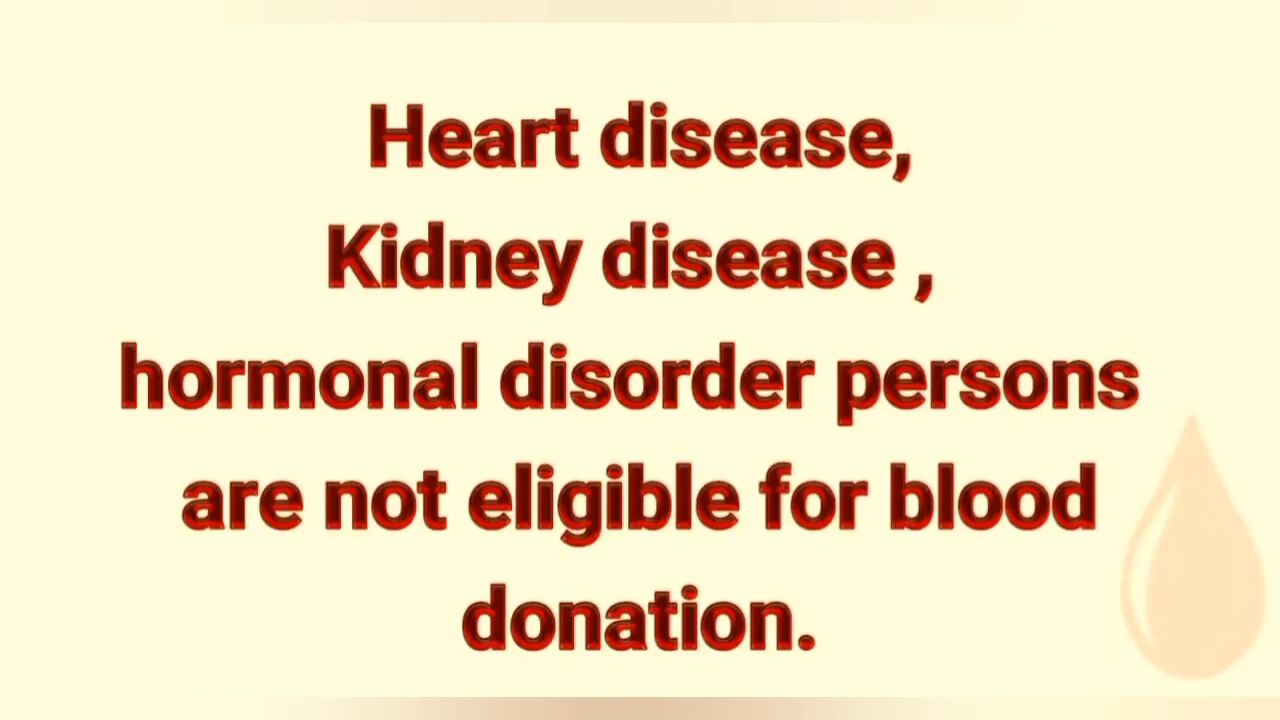 Heart disease,
Kidney disease ,
hormonal disorder persons
are not eligible for blood
donation.